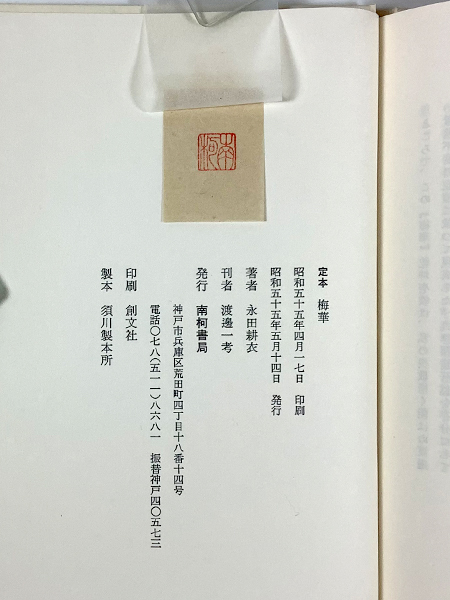 南柯
定本 梅華
昭和五十五年四月一七日 印刷
昭和五十五年五月十四日 発行
著者 永田耕衣
刊者 渡邊一考
発行 南柯書局
神戸市兵庫区荒田町四丁目十八番十四号
電話〇七八(五一一)八六八一 振替神戸四〇五七三
印刷 創文社
製本 須川製本所